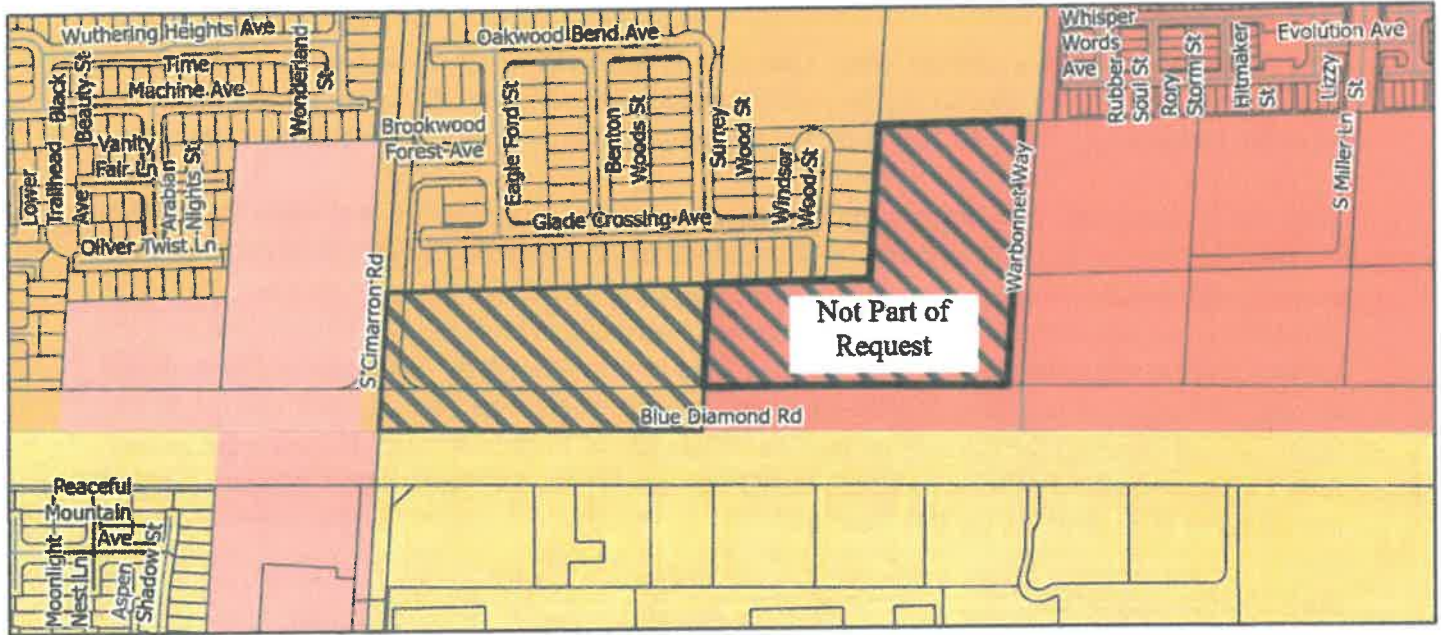 Wuthering Heights Ave
Time
Machine Ave
Black
Beauty St
Wonderland
St
Lower
Trailhead
Ave
Vanity
Fair Ln
Arabian
Nights St
Oliver Twist Ln
S Cimarron Rd
Oakwood Bend Ave
Brookwood
Forest Ave
Eagle Ford St
Benton
Woods St
Surrey
Wood St
Windsor
Wood St
Glade Crossing Ave
Warbonnet Way
Whisper
Words
Ave
Rubber
Soul St
Rory
Storm St
Hitmaker
St
Evolution Ave
Lizzy
St
S Miller Ln
Not Part of
Request
Blue Diamond Rd
Peaceful
Mountain
Ave
Moonlight
Nest Ln
Aspen
Shadow St